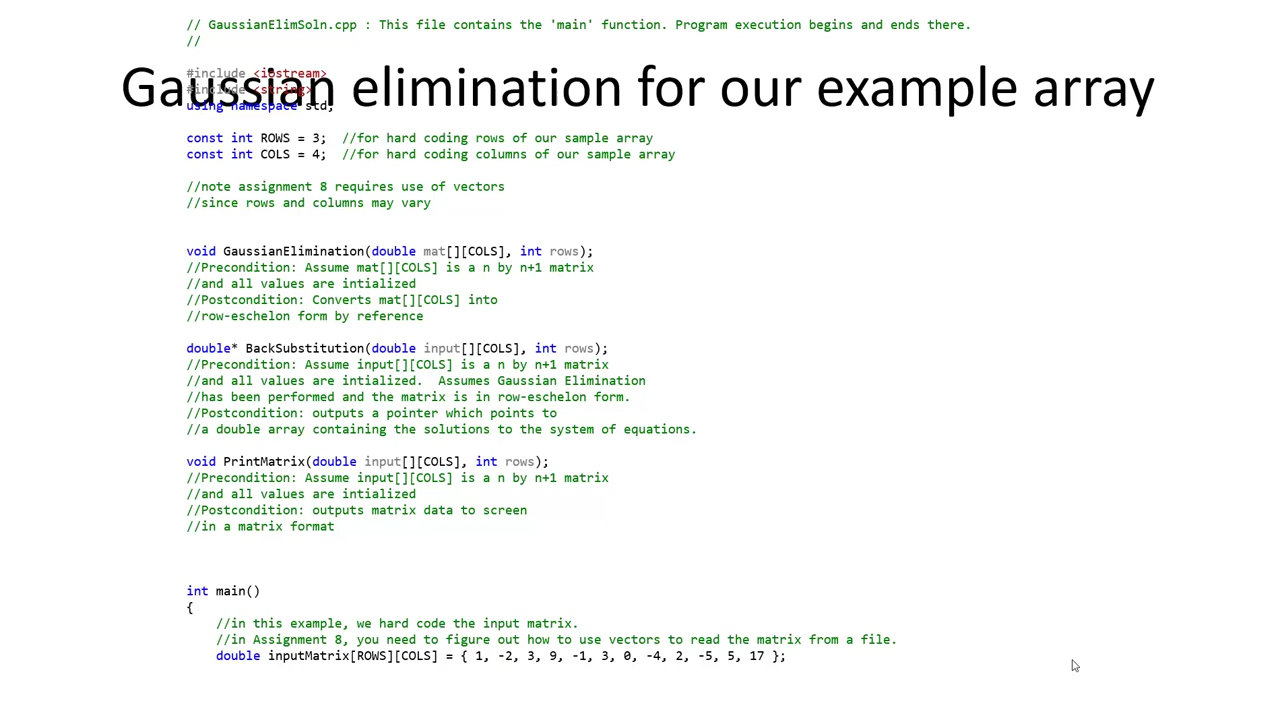 // GaussianElimSoln.cpp : This file contains the 'main' function. Program execution begins and ends there.
//
Gaussian elimination for our example array
#include <iostream>
#include <string>
using namespace std;
const int ROWS = 3;  //for hard coding rows of our sample array
const int COLS = 4;  //for hard coding columns of our sample array
//note assignment 8 requires use of vectors
//since rows and columns may vary
void GaussianElimination(double mat[][COLS], int rows);
//Precondition: Assume mat[][COLS] is a n by n+1 matrix
//and all values are intialized
//Postcondition: Converts mat[][COLS] into
//row-eschelon form by reference
double* BackSubstitution(double input[][COLS], int rows);
//Precondition: Assume input[][COLS] is a n by n+1 matrix
//and all values are intialized.  Assumes Gaussian Elimination
//has been performed and the matrix is in row-eschelon form.
//Postcondition: outputs a pointer which points to
//a double array containing the solutions to the system of equations.
void PrintMatrix(double input[][COLS], int rows);
//Precondition: Assume input[][COLS] is a n by n+1 matrix
//and all values are intialized
//Postcondition: outputs matrix data to screen
//in a matrix format
int main()
{
//in this example, we hard code the input matrix.
//in Assignment 8, you need to figure out how to use vectors to read the matrix from a file.
double inputMatrix[ROWS][COLS] = { 1, -2, 3, 9, -1, 3, 0, -4, 2, -5, 5, 17 };